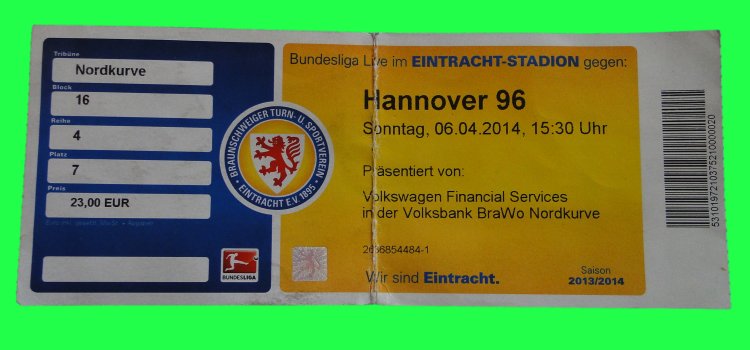 Tribüne
Nordkurve
Block
16
Reihe
4
Platz
7
Preis
23,00 EUR
BRAUNSCHWEIGER TURN- U. SPORTVEREIN
EINTRACHT E.V. 1895
BUNDESLIGA
Bundesliga Live im EINTRACHT-STADION gegen:
Hannover 96
Sonntag, 06.04.2014, 15:30 Uhr
Präsentiert von:
Volkswagen Financial Services
in der Volksbank BraWo Nordkurve
2636854484-1
Wir sind Eintracht.
Saison
2013/2014
5310197210375210000020